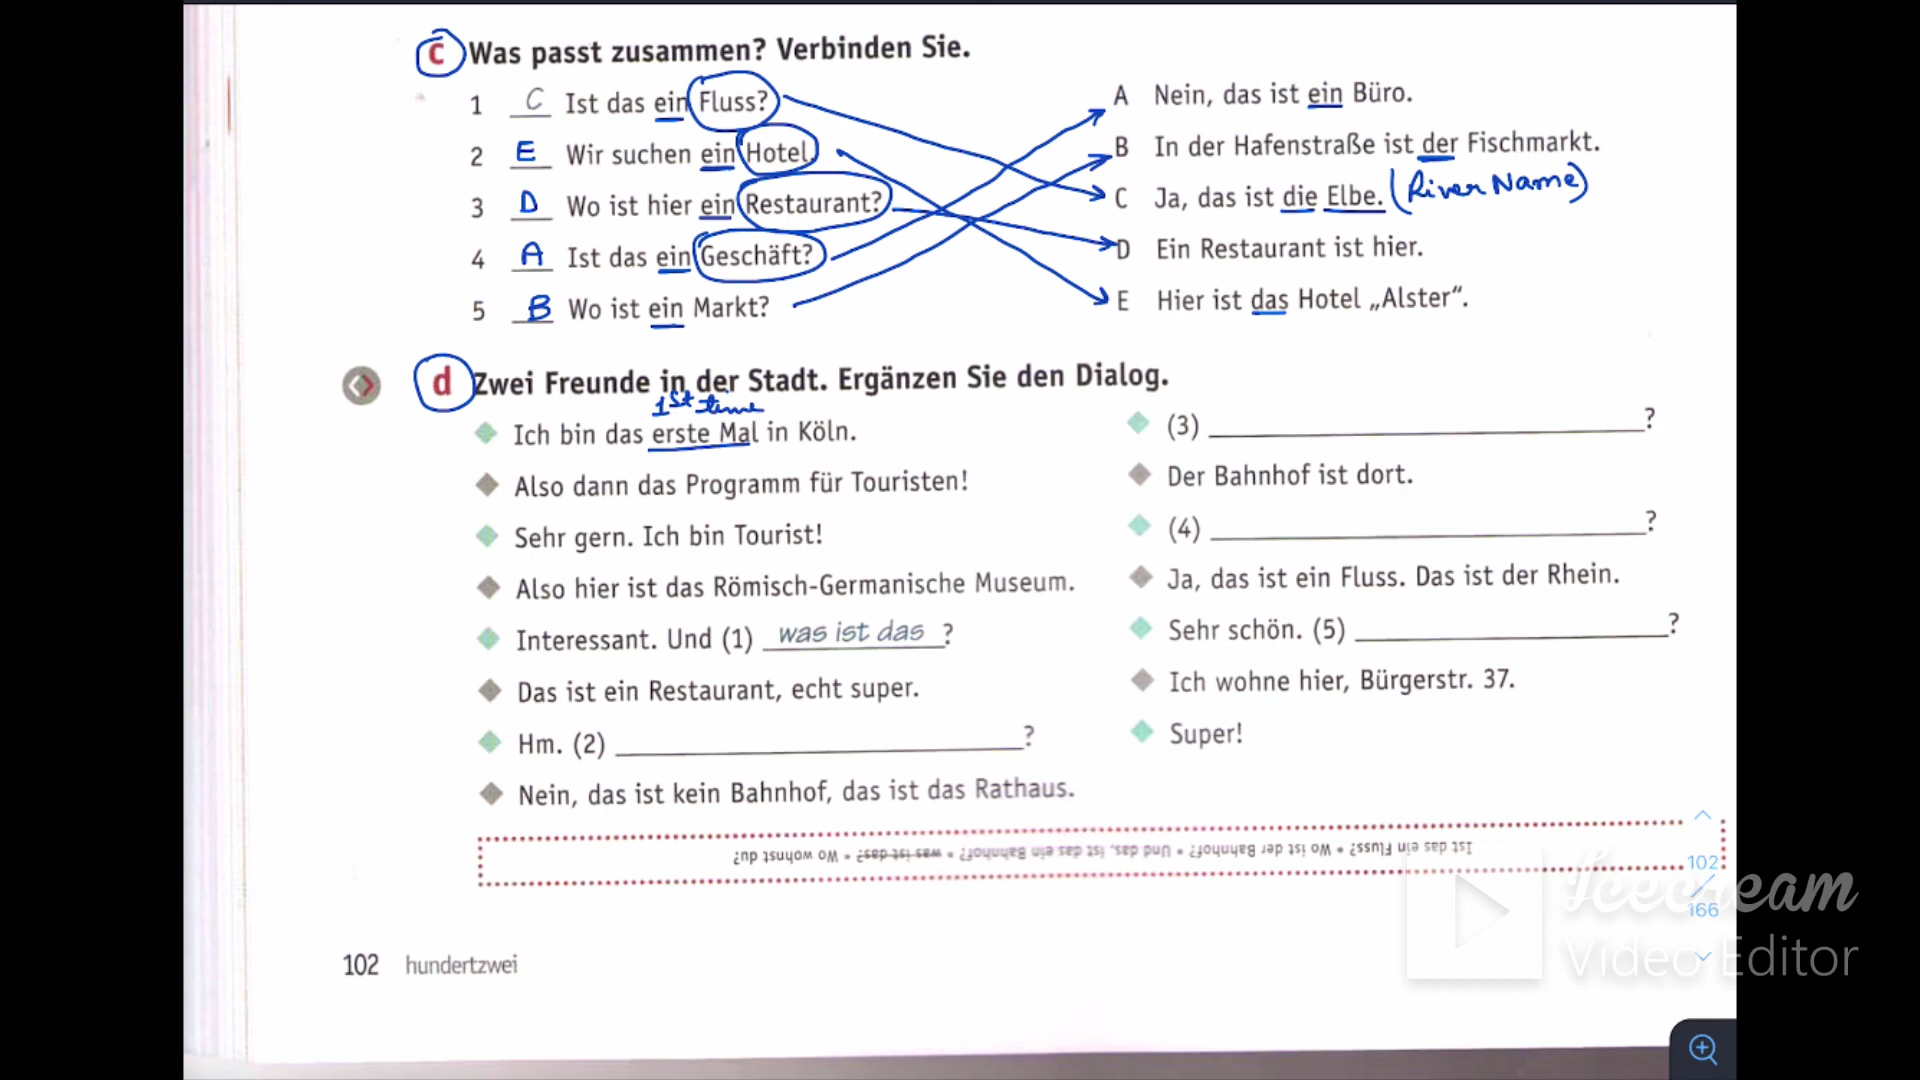 c Was passt zusammen? Verbinden Sie.
1 C Ist das ein Fluss?
2 E Wir suchen ein Hotel.
3 D Wo ist hier ein Restaurant?
4 A Ist das ein Geschäft?
5 B Wo ist ein Markt?
A Nein, das ist ein Büro.
B In der Hafenstraße ist der Fischmarkt.
C Ja, das ist die Elbe. (River Name)
D Ein Restaurant ist hier.
E Hier ist das Hotel „Alster“.
d Zwei Freunde in der Stadt. Ergänzen Sie den Dialog.
1st time
Ich bin das erste Mal in Köln.
Also dann das Programm für Touristen!
Sehr gern. Ich bin Tourist!
Also hier ist das Römisch-Germanische Museum.
Interessant. Und (1) was ist das?
Das ist ein Restaurant, echt super.
Hm. (2) ?
Nein, das ist kein Bahnhof, das ist das Rathaus.
(3) ?
Der Bahnhof ist dort.
(4) ?
Ja, das ist ein Fluss. Das ist der Rhein.
Sehr schön. (5) ?
Ich wohne hier, Bürgerstr. 37.
Super!
Ist das ein Fluss? • Wo ist der Bahnhof? • Und das, ist das ein Bahnhof? • was ist das? • Wo wohnst du?
102 hundertzwei
102
166
Icecream
Video Editor